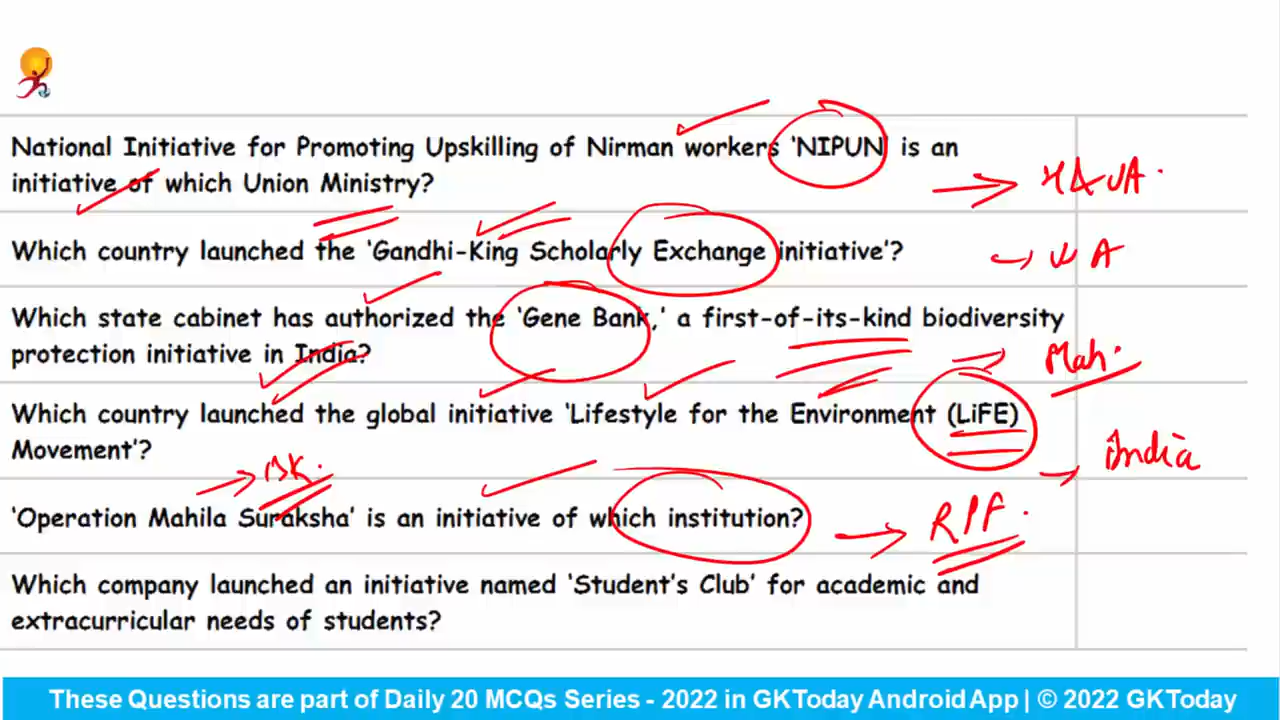 National Initiative for Promoting Upskilling of Nirman workers ‘NIPUN’ is an
initiative of which Union Ministry?
Which country launched the ‘Gandhi-King Scholarly Exchange initiative’?
Which state cabinet has authorized the ‘Gene Bank,’ a first-of-its-kind biodiversity
protection initiative in India?
Mah.
Which country launched the global initiative ‘Lifestyle for the Environment (LiFE)
Movement’?
India
‘Operation Mahila Suraksha’ is an initiative of which institution?
RPF.
Which company launched an initiative named ‘Student’s Club’ for academic and
extracurricular needs of students?
These Questions are part of Daily 20 MCQs Series - 2022 in GKToday Android App | © 2022 GKToday